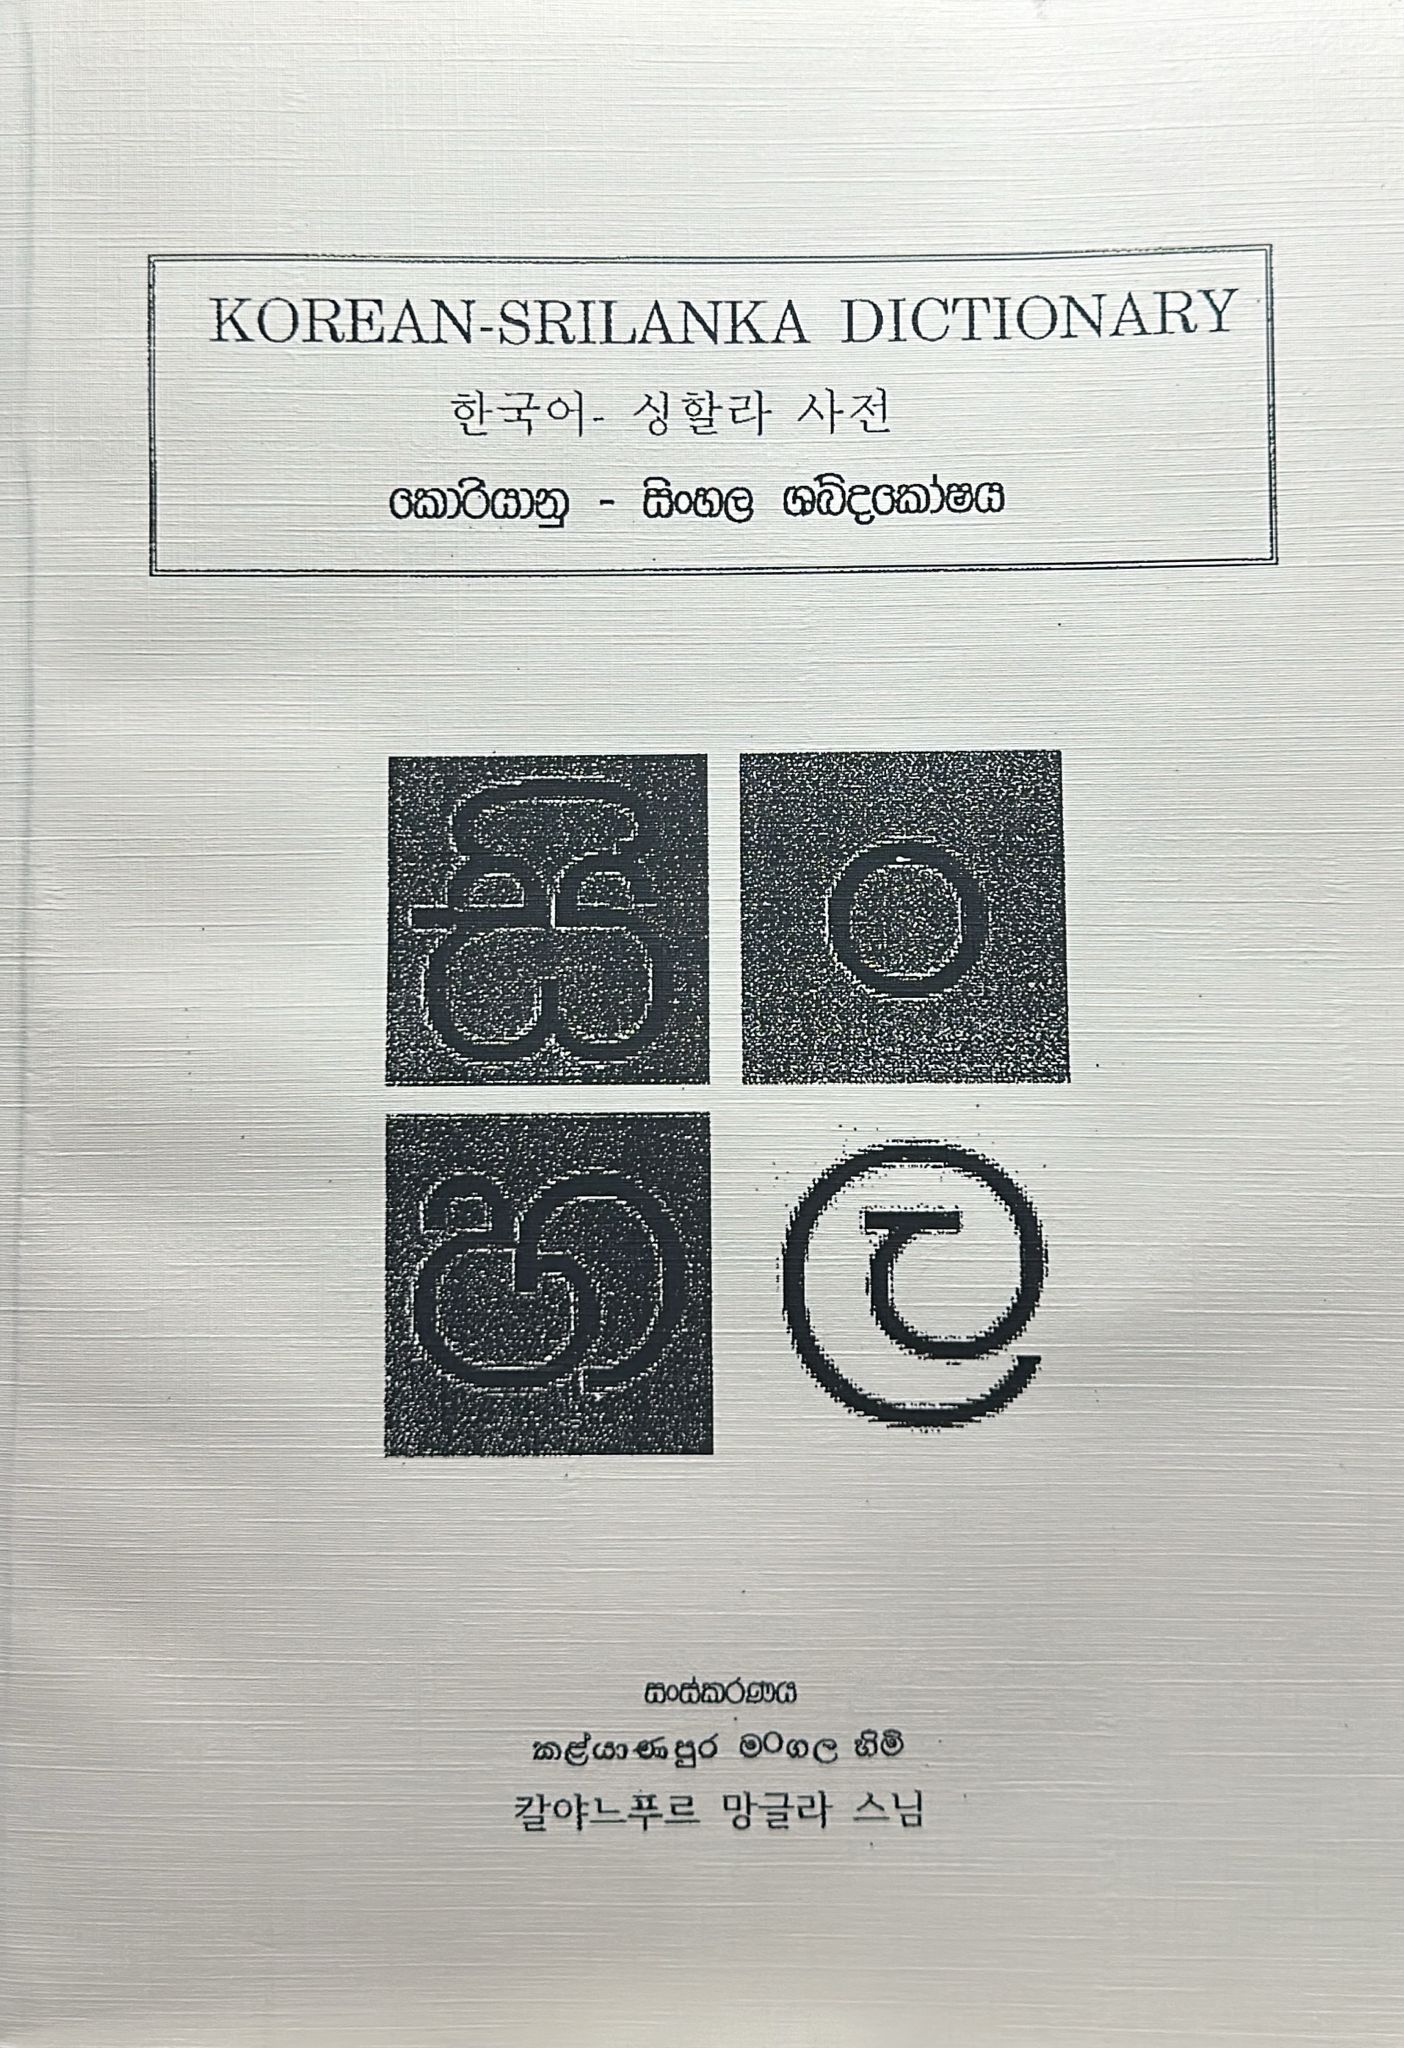 KOREAN-SRILANKA DICTIONARY
한국어- 싱할라 사전
කොරියානු - සිංහල ශබ්දකෝෂය
සංස්කරණය
කළ්‍යාණපුර මංගල හිමි
칼야느푸르 망글라 스님